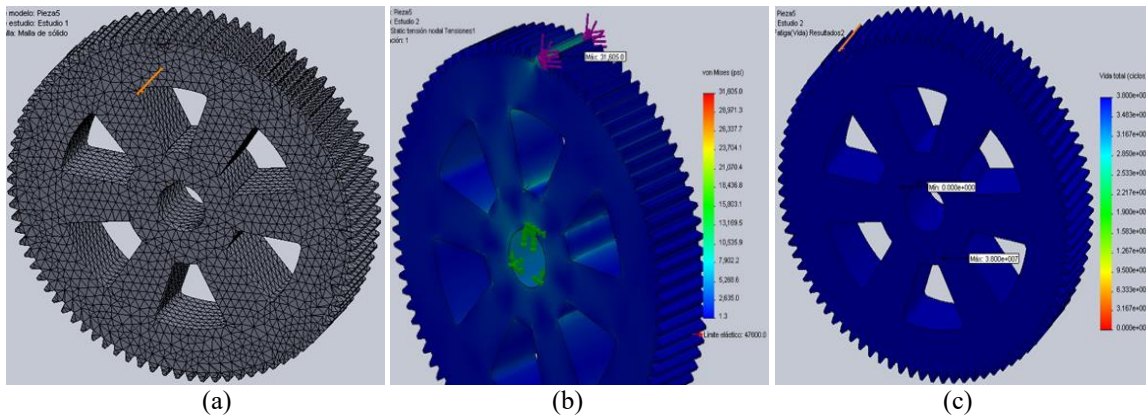 modelo: Pieza5
estudio: Estudio 1
Malla de sólido
Pieza5
Estudio 2
Static tensión nodal Tensiones1
1
Máx: 31,605.0
von Mises (psi)
31,605.0
28,971.3
26,337.7
23,704.1
21,070.4
18,436.8
15,803.1
13,169.5
10,535.9
7,902.2
5,268.6
2,635.0
1.3
Límite elástico: 47000.0
Pieza5
Estudio 2
Fatiga(Vida) Resultados2
Vida total (ciclos)
3.800e+00
3.483e+00
3.167e+00
2.850e+00
2.533e+00
2.217e+00
1.900e+00
1.583e+00
1.267e+00
9.500e+00
6.333e+00
3.167e+00
0.000e+00
Mín: 0.000e+000
Máx: 3.800e+007
(a)
(b)
(c)